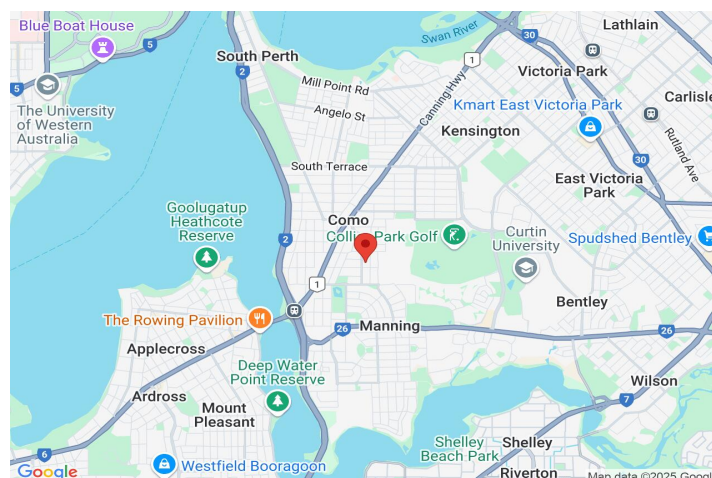 Blue Boat House
5
Swan River
Lathlain
30
South Perth
2
1
Victoria Park
5
Mill Point Rd
Canning Hwy
The University
of Western
Australia
Angelo St
Kmart East Victoria Park
Carlisle
Kensington
Rutland Ave
30
South Terrace
East Victoria
Park
Goolugatup
Heathcote
Reserve
Como
2
Collier Park Golf
Curtin
University
Spudshed Bentley
1
Bentley
The Rowing Pavilion
Manning
26
26
Applecross
Deep Water
Point Reserve
Wilson
Ardross
Mount
Pleasant
7
Shelley
Beach Park
Shelley
6
Westfield Booragoon
Riverton
Google
Map data ©2025 Google